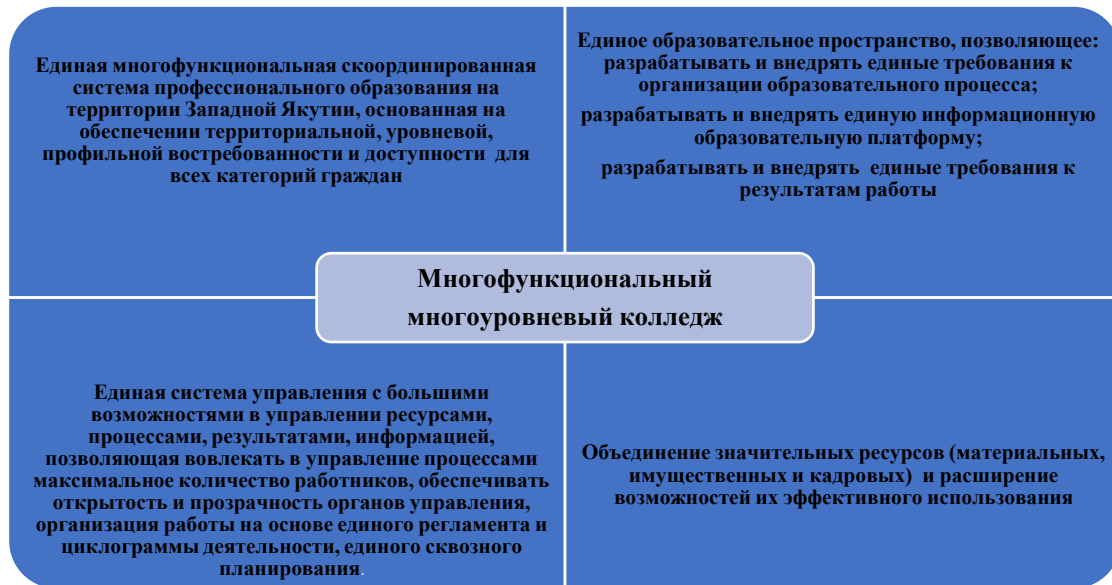 Единая многофункциональная скоординированная
система профессионального образования на
территории Западной Якутии, основанная на
обеспечении территориальной, уровневой,
профильной востребованности и доступности для
всех категорий граждан
Единое образовательное пространство, позволяющее:
разрабатывать и внедрять единые требования к
организации образовательного процесса;
разрабатывать и внедрять единую информационную
образовательную платформу;
разрабатывать и внедрять единые требования к
результатам работы
Многофункциональный
многоуровневый колледж
Единая система управления с большими
возможностями в управлении ресурсами,
процессами, результатами, информацией,
позволяющая вовлекать в управление процессами
максимальное количество работников, обеспечивать
открытость и прозрачность органов управления,
организация работы на основе единого регламента и
циклограммы деятельности, единого сквозного
планирования.
Объединение значительных ресурсов (материальных,
имущественных и кадровых) и расширение
возможностей их эффективного использования